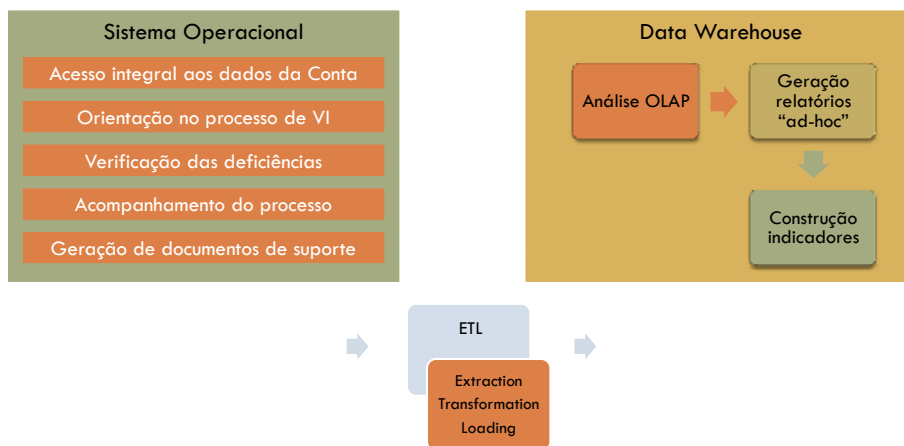 Sistema Operacional
Acesso integral aos dados da Conta
Orientação no processo de VI
Verificação das deficiências
Acompanhamento do processo
Geração de documentos de suporte
Data Warehouse
Análise OLAP
Geração
relatórios
“ad-hoc”
Construção
indicadores
ETL
Extraction
Transformation
Loading